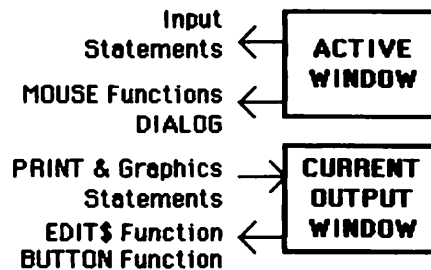 Input
Statements
ACTIVE
WINDOW
MOUSE Functions
DIALOG
PRINT & Graphics
Statements
CURRENT
OUTPUT
WINDOW
EDIT$ Function
BUTTON Function